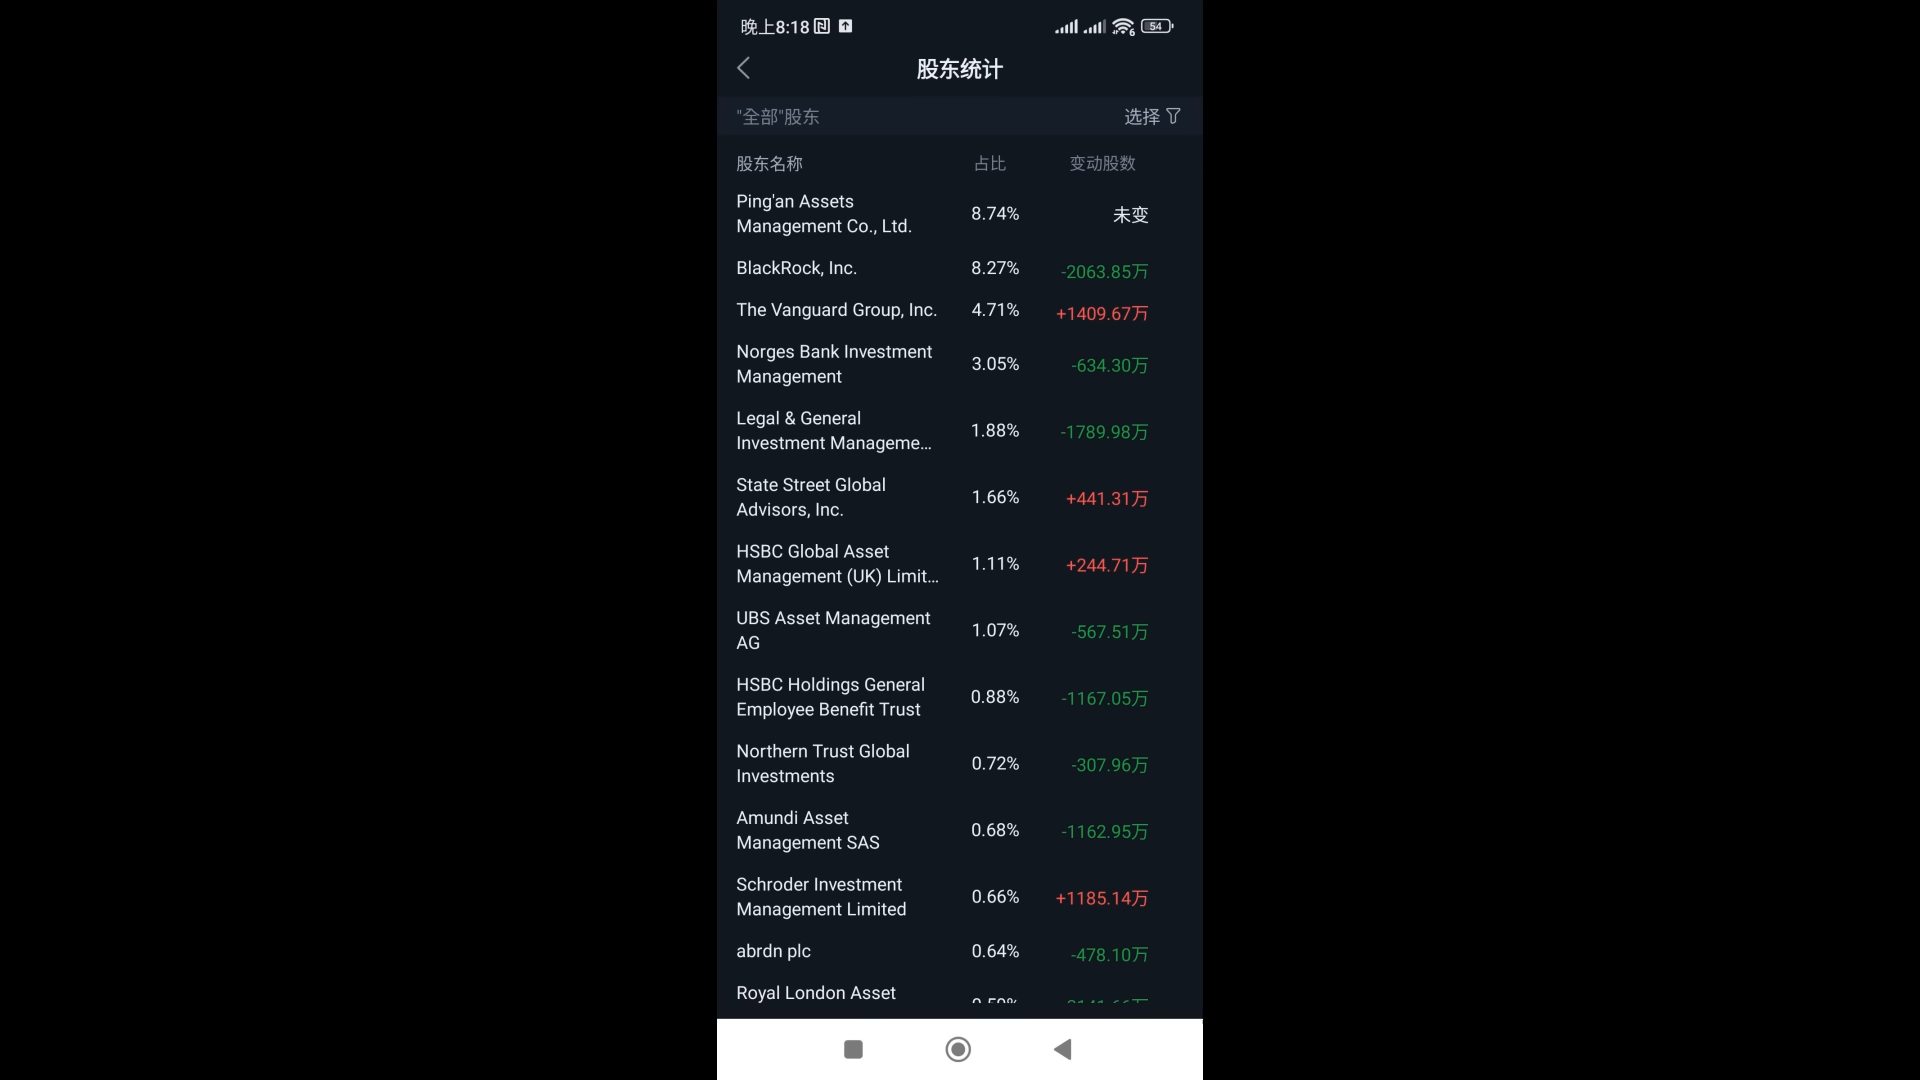 晚上8:18
54
股东统计
"全部"股东 选择
股东名称 占比 变动股数
Ping'an Assets
Management Co., Ltd. 8.74% 未变
BlackRock, Inc. 8.27% -2063.85万
The Vanguard Group, Inc. 4.71% +1409.67万
Norges Bank Investment
Management 3.05% -634.30万
Legal & General
Investment Manageme... 1.88% -1789.98万
State Street Global
Advisors, Inc. 1.66% +441.31万
HSBC Global Asset
Management (UK) Limit... 1.11% +244.71万
UBS Asset Management
AG 1.07% -567.51万
HSBC Holdings General
Employee Benefit Trust 0.88% -1167.05万
Northern Trust Global
Investments 0.72% -307.96万
Amundi Asset
Management SAS 0.68% -1162.95万
Schroder Investment
Management Limited 0.66% +1185.14万
abrdn plc 0.64% -478.10万
Royal London Asset